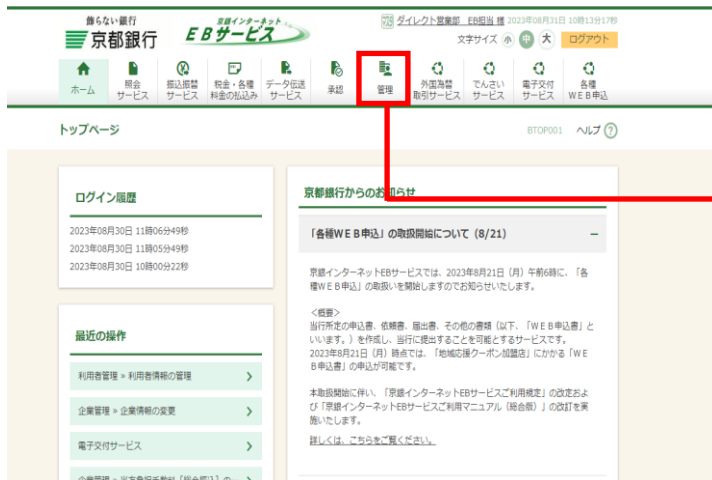 飾らない銀行
京都銀行
京銀インターネット
EBサービス
ダイレクト営業部 EB担当 様 2023年08月31日 10時13分17秒
文字サイズ 小 中 大 ログアウト
ホーム
照会
サービス
振込振替
サービス
税金・各種
料金の払込み
データ伝送
サービス
承認
管理
外国為替
取引サービス
でんさい
サービス
電子交付
サービス
各種
WEB申込
トップページ
BTOP001 ヘルプ ?
ログイン履歴
2023年08月30日 11時06分49秒
2023年08月30日 11時05分49秒
2023年08月30日 10時00分22秒
最近の操作
利用者管理 » 利用者情報の管理
企業管理 » 企業情報の変更
電子交付サービス
京都銀行からのお知らせ
「各種WEB申込」の取扱開始について(8/21)
京銀インターネットEBサービスでは、2023年8月21日(月)午前6時に、「各
種WEB申込」の取扱いを開始しますのでお知らせいたします。
<概要>
当行所定の申込書、依頼書、届出書、その他の書類(以下、「WEB申込書」と
いいます。)を作成し、当行に提出することを可能とするサービスです。
2023年8月21日(月)時点では、「地域応援クーポン加盟店」にかかる「WE
B申込書」の申込が可能です。
本取扱開始に伴い、「京銀インターネットEBサービスご利用規定」の改定およ
び「京銀インターネットEBサービスご利用マニュアル(総合版)」の改訂を実
施いたします。
詳しくは、こちらをご覧ください。